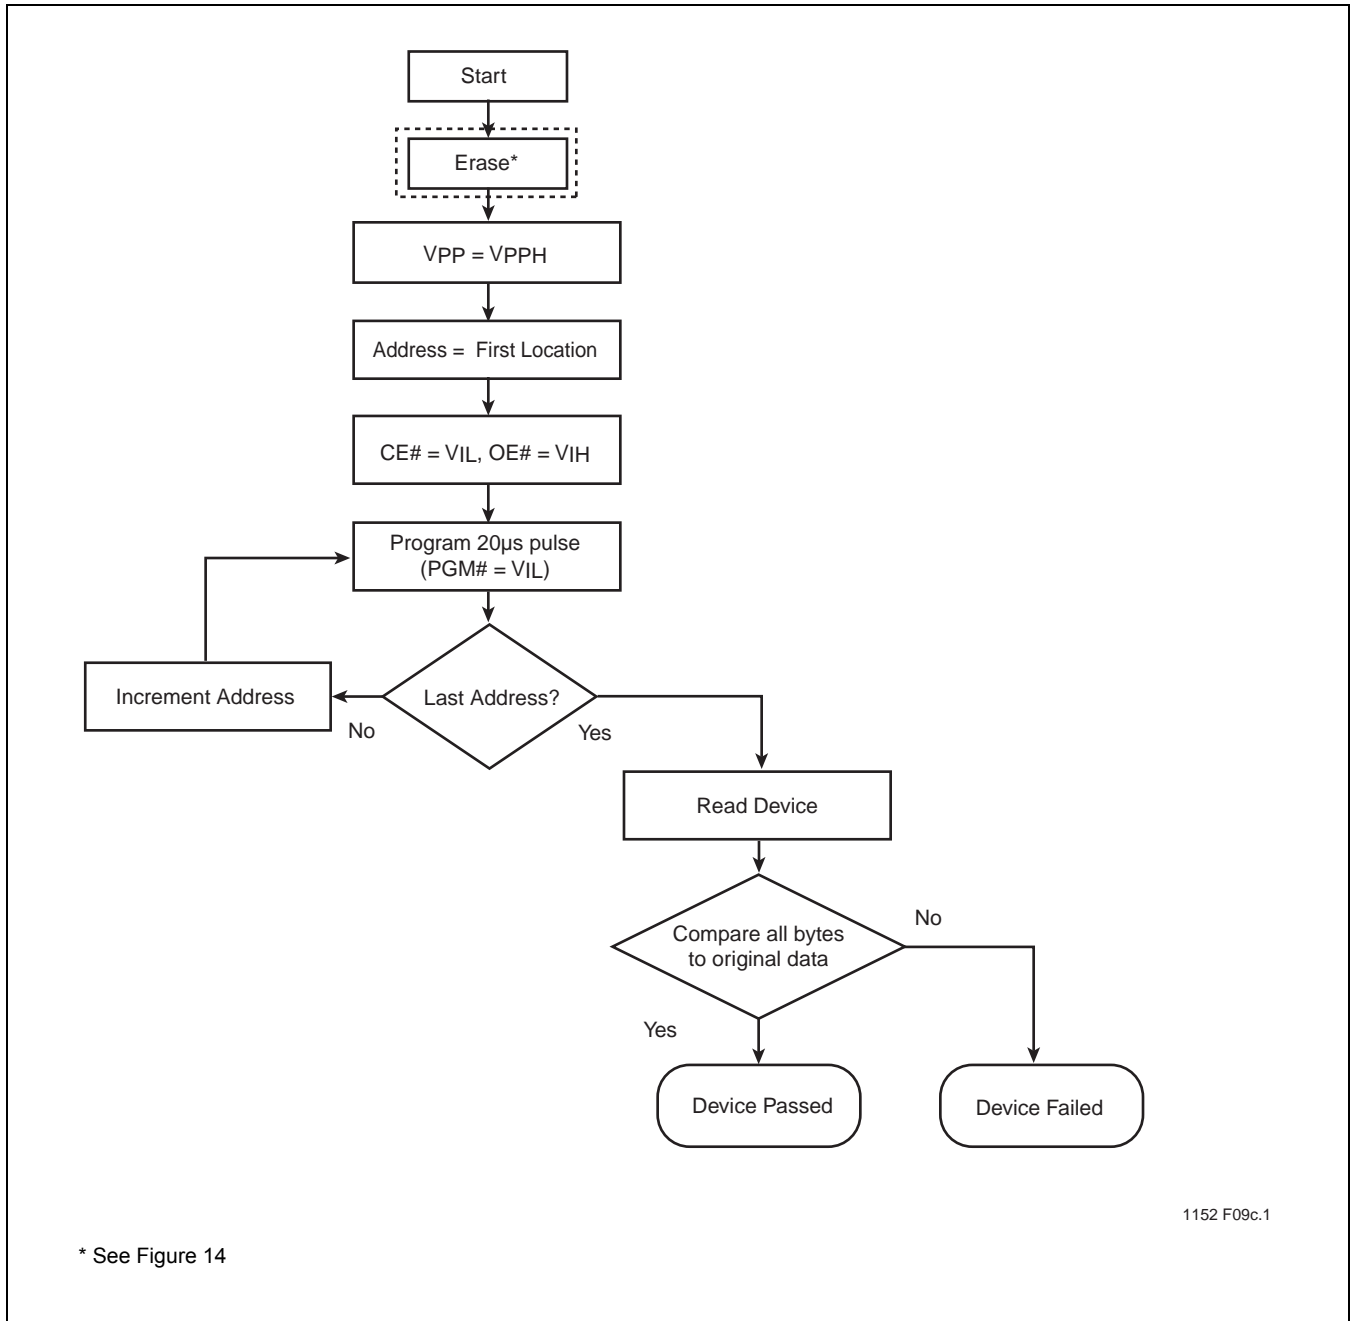 Start
Erase*
VPP = VPPH
Address = First Location
CE# = VIL, OE# = VIH
Program 20µs pulse
(PGM# = VIL)
Increment Address
Last Address?
No
Yes
Read Device
Compare all bytes
to original data
No
Yes
Device Passed
Device Failed
1152 F09c.1
* See Figure 14